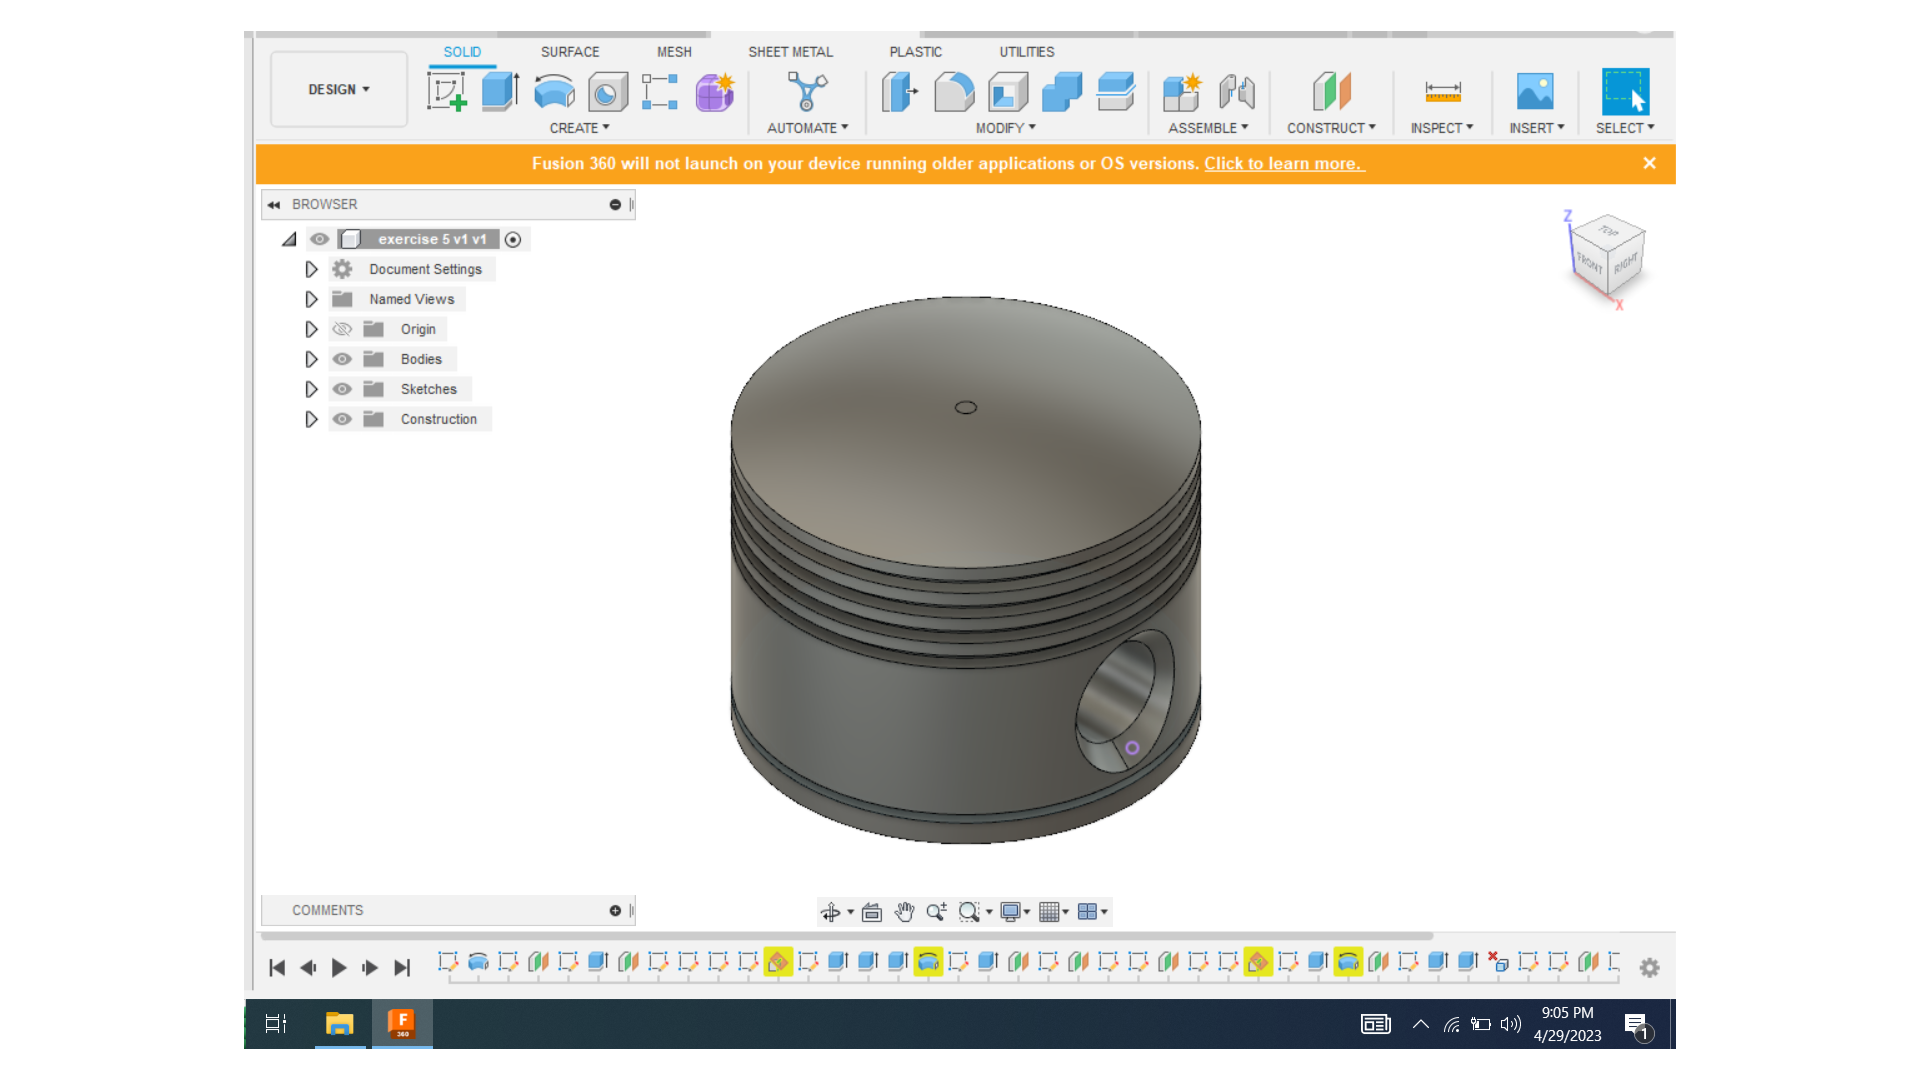 SOLID SURFACE MESH SHEET METAL PLASTIC UTILITIES
DESIGN
CREATE AUTOMATE MODIFY ASSEMBLE CONSTRUCT INSPECT INSERT SELECT
Fusion 360 will not launch on your device running older applications or OS versions. Click to learn more.
BROWSER
exercise 5 v1 v1
Document Settings
Named Views
Origin
Bodies
Sketches
Construction
Z
TOP
FRONT RIGHT
X
COMMENTS
F
360
9:05 PM
4/29/2023
1